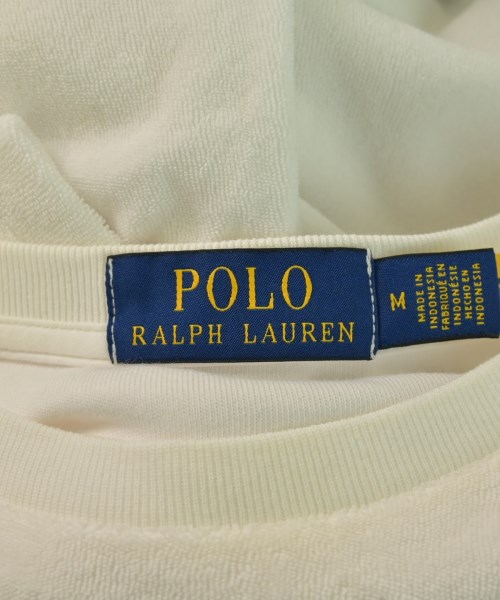 POLO
RALPH LAUREN
M
MADE IN
INDONESIA
FABRIQUÉ EN
INDONÉSIE
HECHO EN
INDONESIA